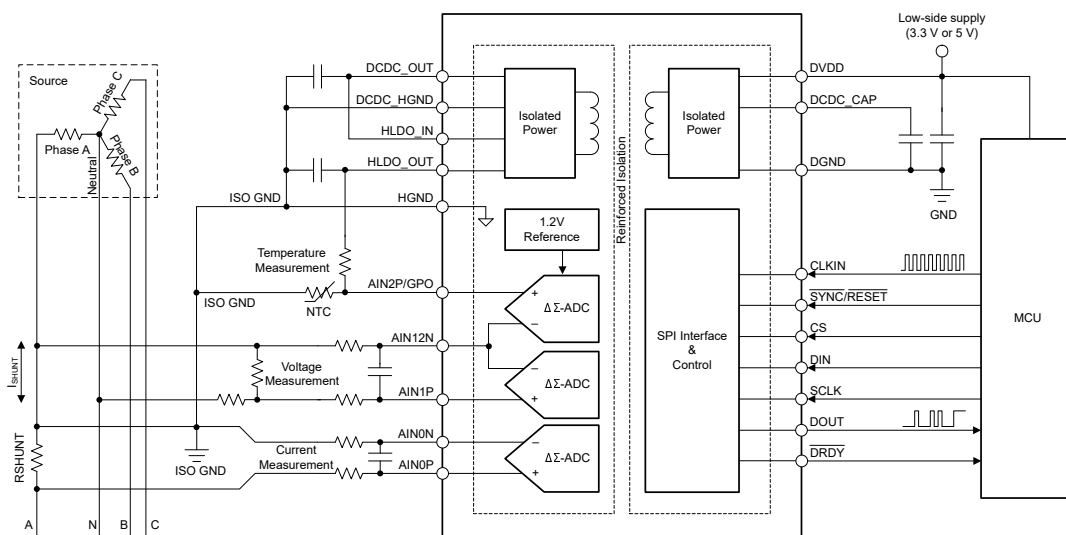 Low-side supply
(3.3 V or 5 V)
Source
Phase C
Phase A
Phase B
Neutral
DCDC_OUT
DCDC_HGND
HLDO_IN
HLDO_OUT
ISO GND
HGND
Isolated
Power
Isolated
Power
Reinforced Isolation
DVDD
DCDC_CAP
DGND
GND
1.2V
Reference
Temperature
Measurement
AIN2P/GPO
ISO GND
NTC
ΔΣ-ADC
AIN12N
Voltage
Measurement
AIN1P
ΔΣ-ADC
ISHUNT
RSHUNT
ISO GND
AIN0N
Current
Measurement
AIN0P
ΔΣ-ADC
SPI Interface
&
Control
CLKIN
SYNC/RESET
CS
DIN
SCLK
DOUT
DRDY
MCU
A N B C